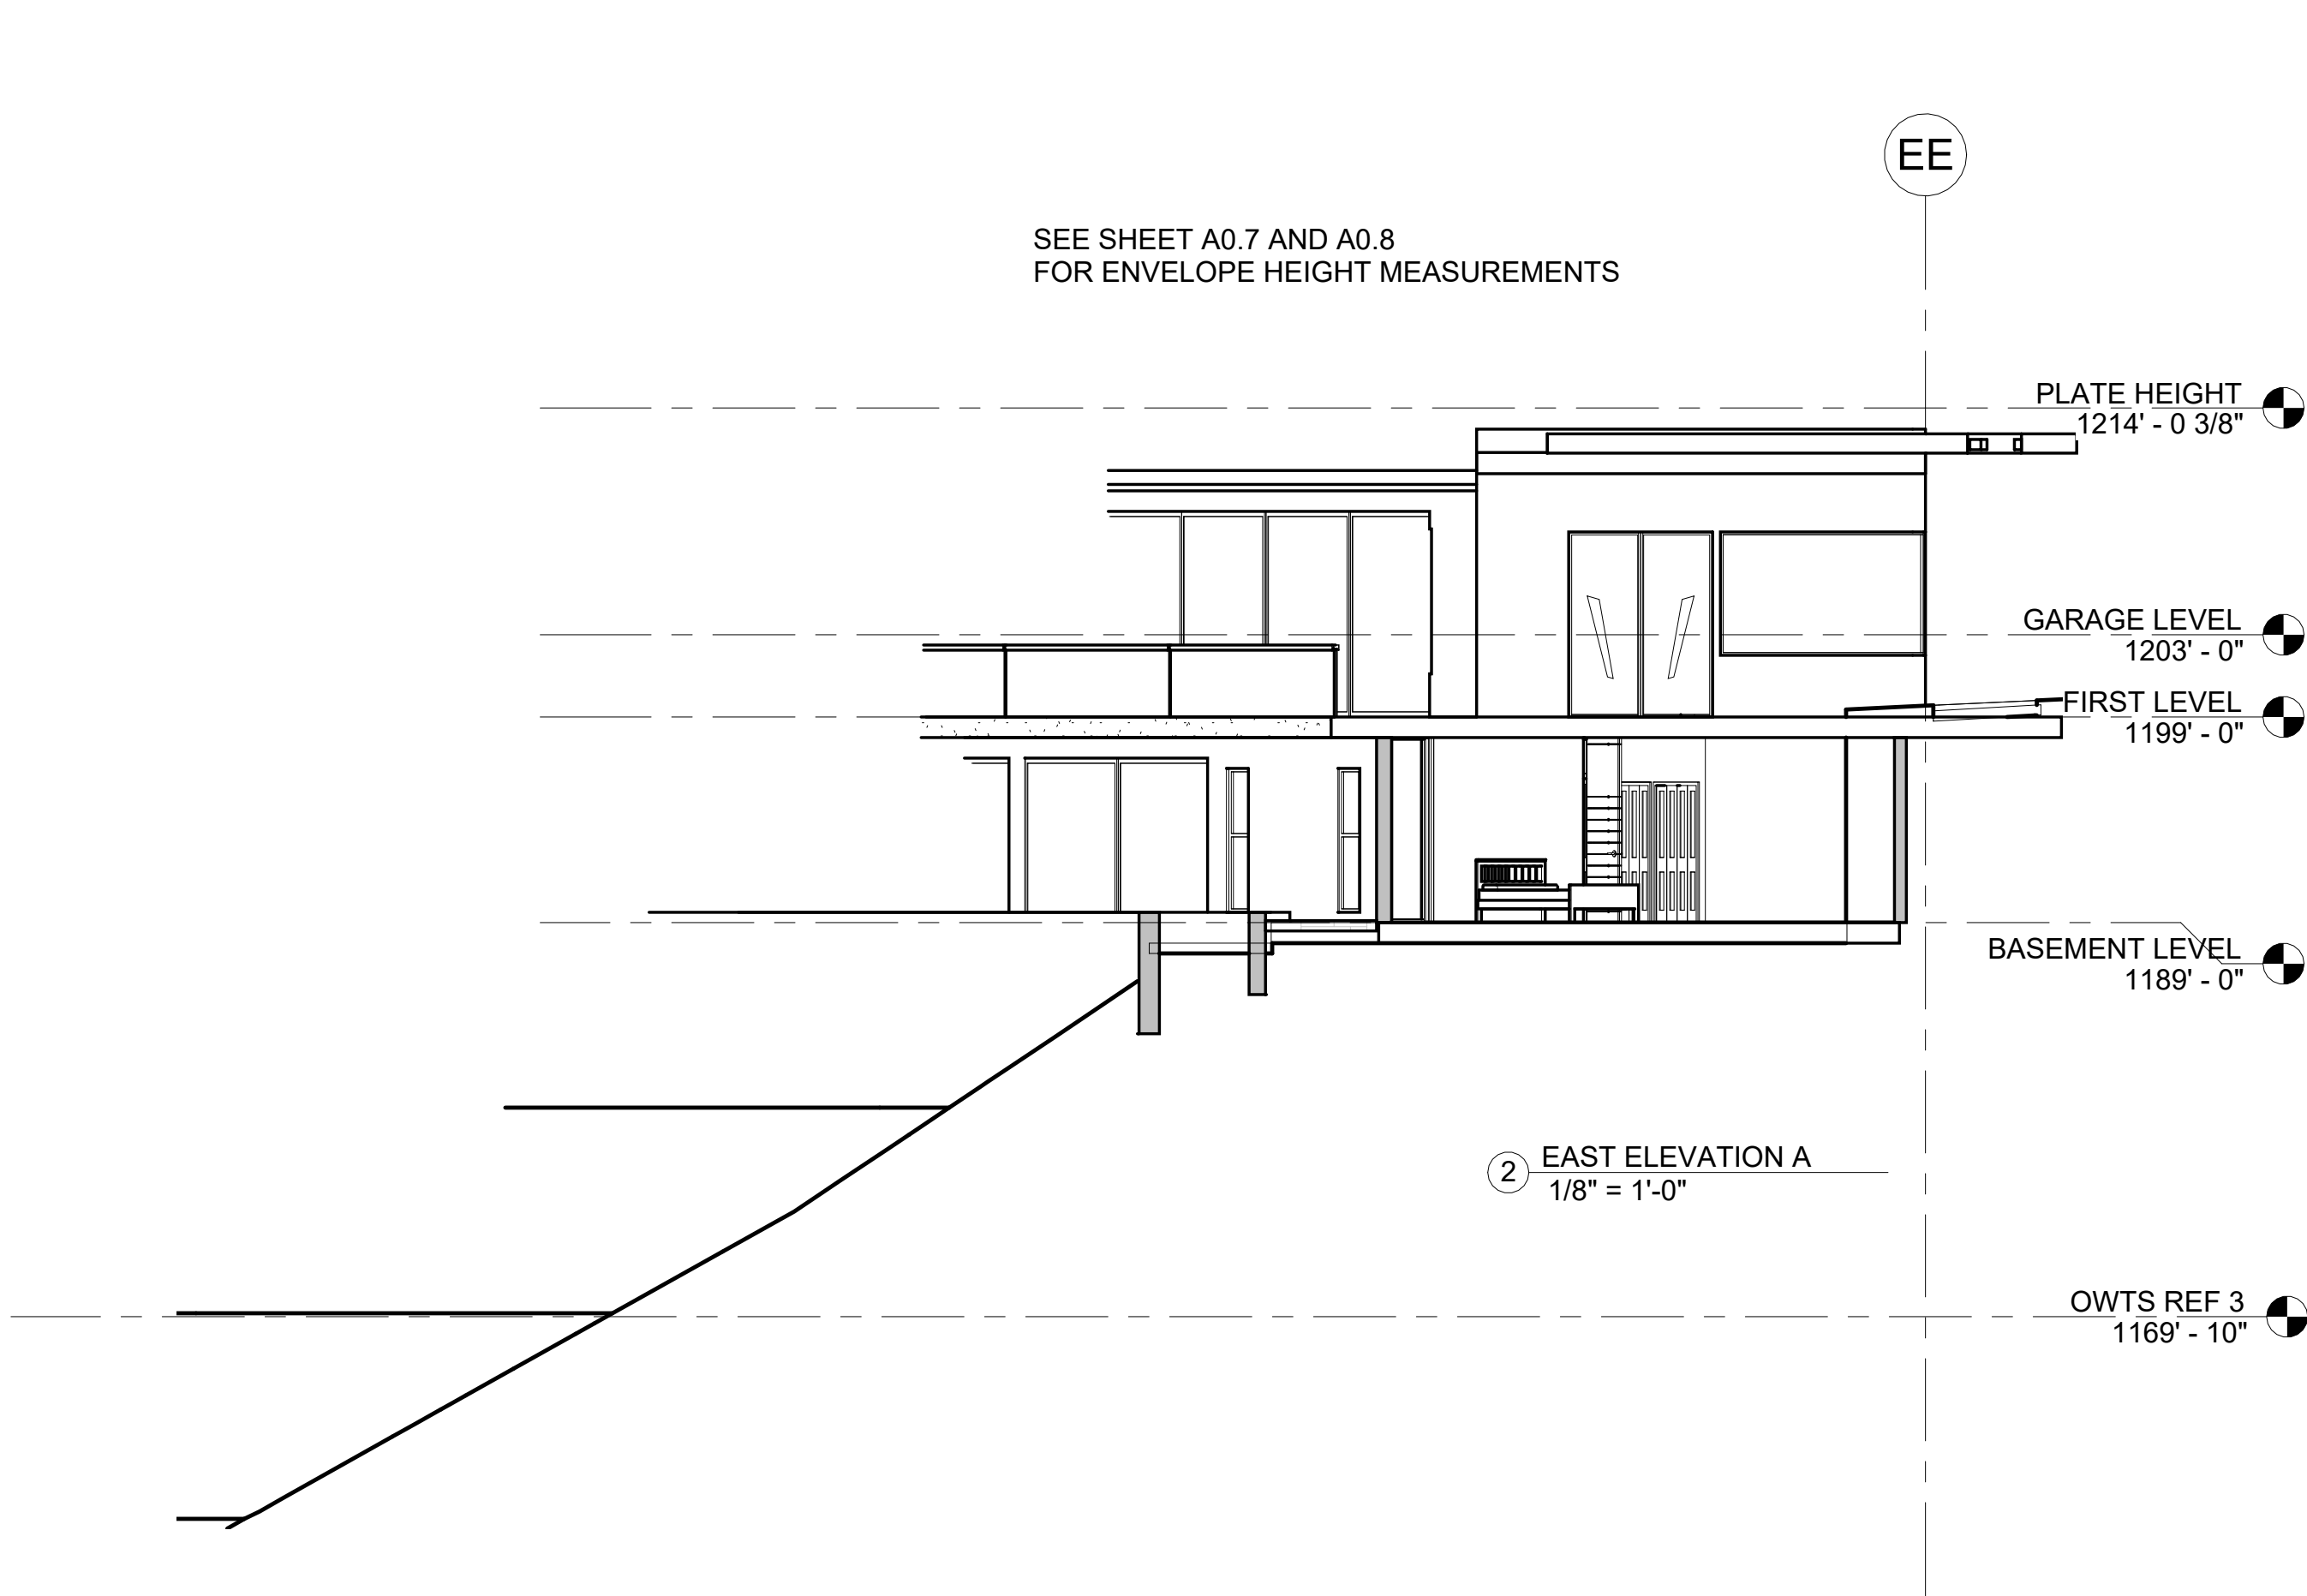 EE
SEE SHEET A0.7 AND A0.8
FOR ENVELOPE HEIGHT MEASUREMENTS
PLATE HEIGHT
1214' - 0 3/8"
GARAGE LEVEL
1203' - 0"
FIRST LEVEL
1199' - 0"
BASEMENT LEVEL
1189' - 0"
2 EAST ELEVATION A
1/8" = 1'-0"
OWTS REF 3
1169' - 10"